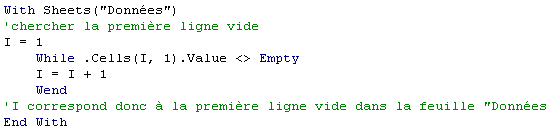 With Sheets("Données")
'chercher la première ligne vide
I = 1
While .Cells(I, 1).Value <> Empty
I = I + 1
Wend
'I correspond donc à la première ligne vide dans la feuille "Données
End With